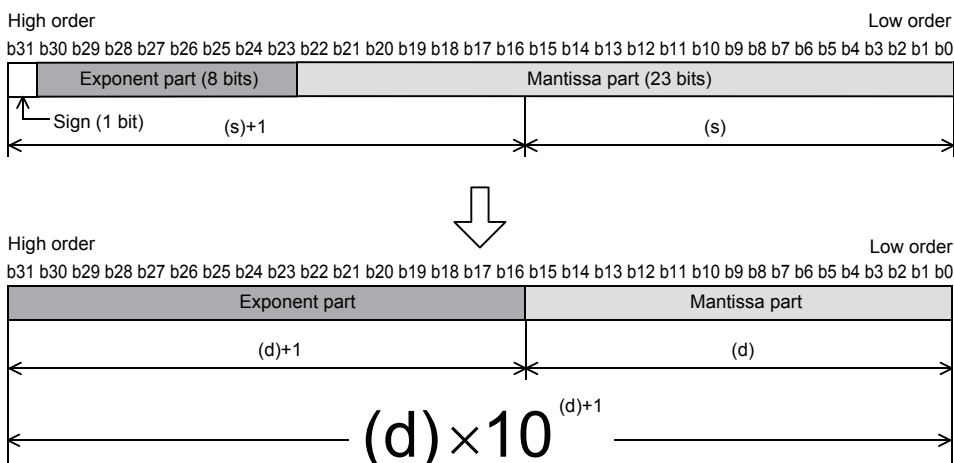 High order Low order
b31 b30 b29 b28 b27 b26 b25 b24 b23 b22 b21 b20 b19 b18 b17 b16 b15 b14 b13 b12 b11 b10 b9 b8 b7 b6 b5 b4 b3 b2 b1 b0
Exponent part (8 bits) Mantissa part (23 bits)
Sign (1 bit) (s)+1 (s)
High order Low order
b31 b30 b29 b28 b27 b26 b25 b24 b23 b22 b21 b20 b19 b18 b17 b16 b15 b14 b13 b12 b11 b10 b9 b8 b7 b6 b5 b4 b3 b2 b1 b0
Exponent part Mantissa part
(d)+1 (d)
(d)×10 (d)+1